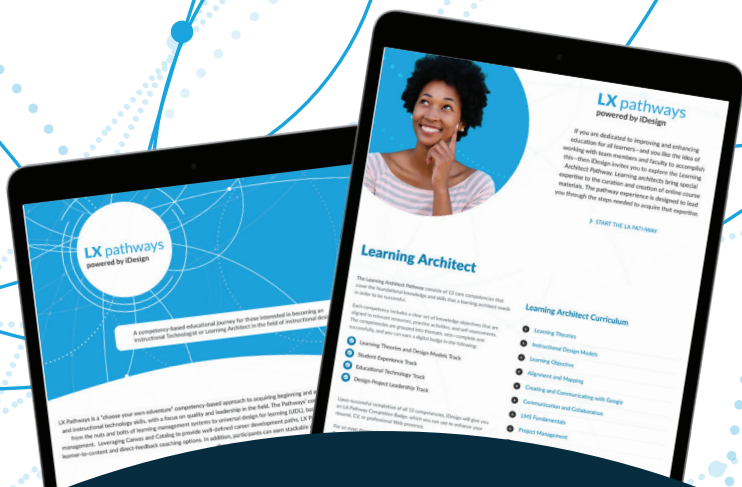 LX pathways
powered by iDesign
A competency-based educational journey for those interested in becoming an
Instructional Technologist or Learning Architect in the field of instructional
LX Pathways is a "choose your own adventure" competency-based approach to acquiring beginning and
and instructional technology skills, with a focus on quality and leadership in the field. The Pathways'
from the nuts and bolts of learning management systems to universal design for learning (UDL),
management. Leveraging Canvas and Catalog to provide well-defined career development paths, LX
learner-to-content and direct-feedback coaching options. In addition, participants can earn stackable
LX pathways
powered by iDesign
If you are dedicated to improving and enhancing
education for all learners—and you like the idea of
working with team members and faculty to accomplish
this—then iDesign invites you to explore the Learning
Architect Pathway. Learning architects bring special
expertise to the curation and creation of online course
materials. The pathway experience is designed to lead
you through the steps needed to acquire that expertise.
START THE LA PATHWAY
Learning Architect
The Learning Architect Pathway consists of 13 core competencies that
cover the foundational knowledge and skills that a learning architect needs
in order to be successful.
Each competency includes a clear set of knowledge objectives that are
aligned to relevant resources, practice activities, and self-assessments.
The competencies are grouped into thematic sets—complete one
successfully, and you can earn a digital badge in the following:
Learning Theories and Design Models Track
Student Experience Track
Educational Technology Track
Design Project Leadership Track
Upon successful completion of all 13 competencies, iDesign will give you
an LA Pathway Completion Badge, which you can use to enhance your
resume, CV, or professional Web presence.
Learning Architect Curriculum
Learning Theories
Instructional Design Models
Learning Objective
Alignment and Mapping
Creating and Communicating with Google
Communication and Collaboration
LMS Fundamentals
Project Management